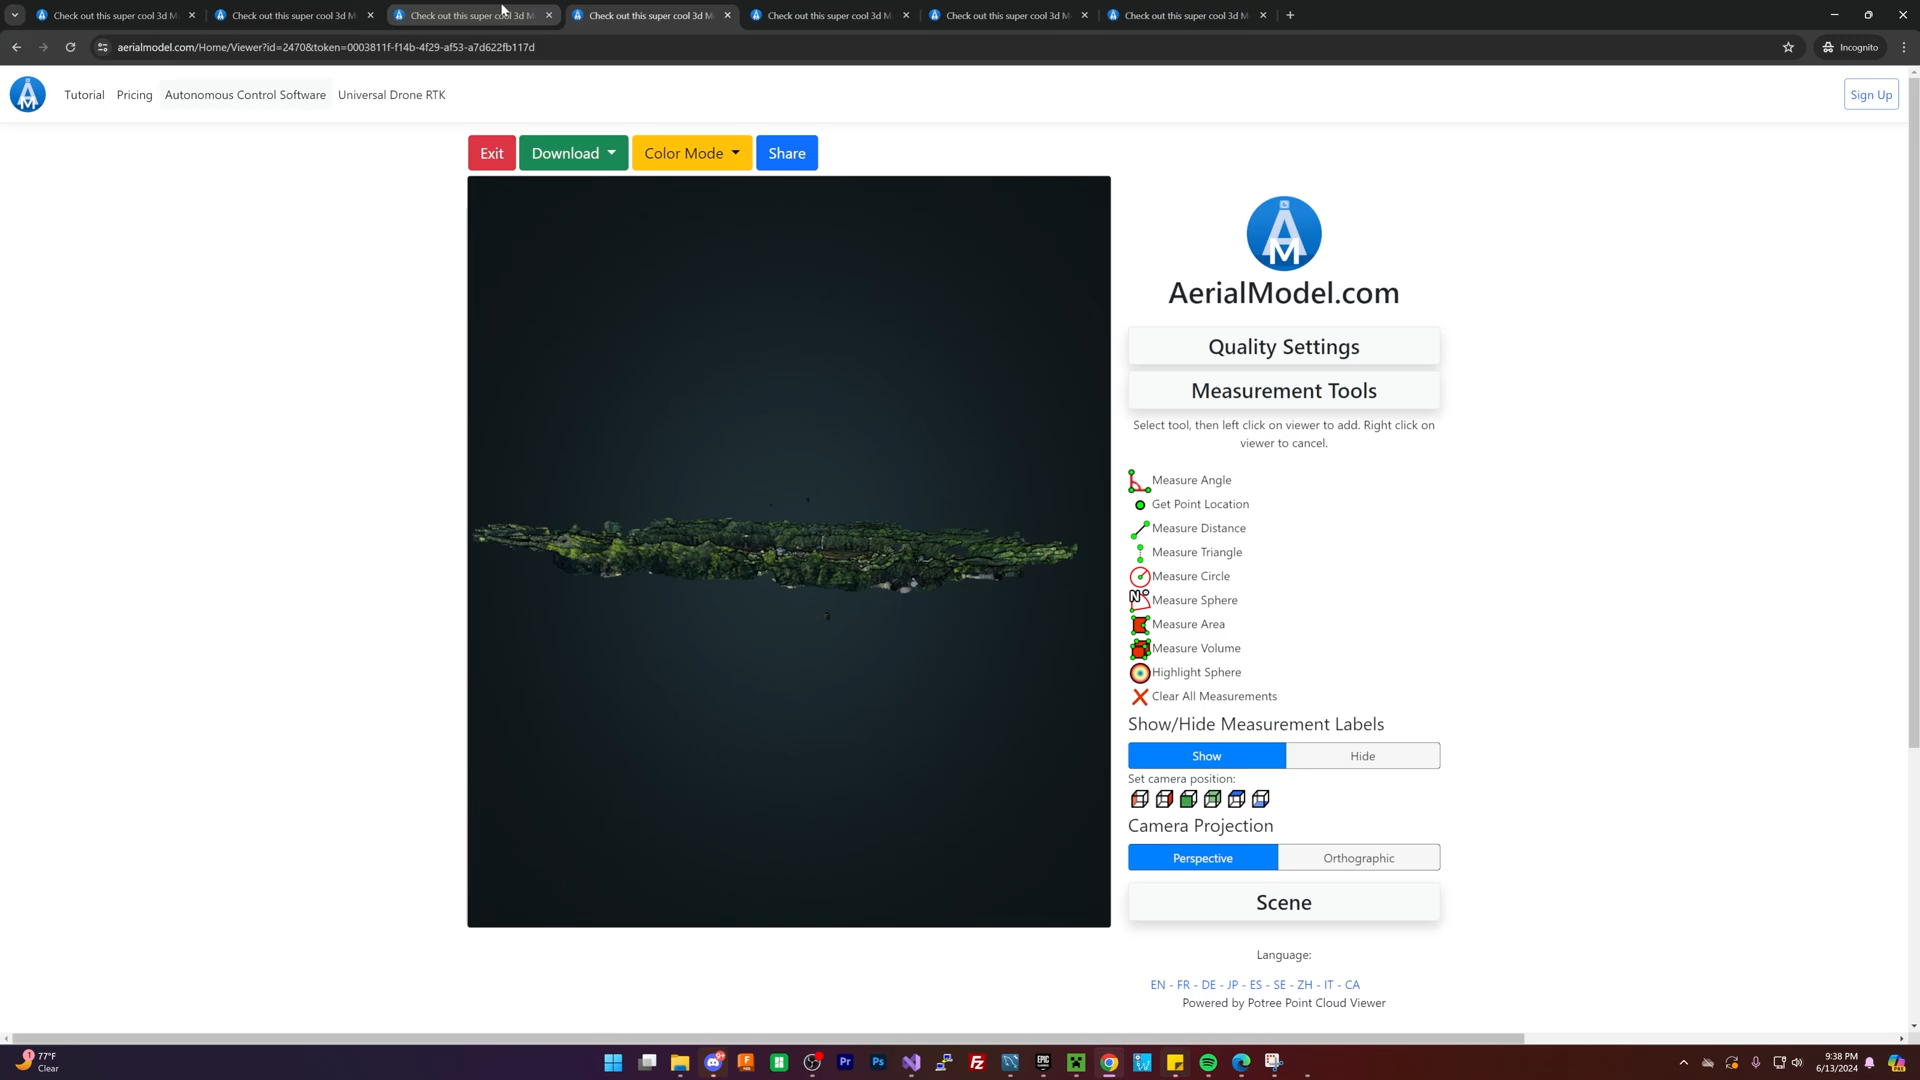 Check out this super cool 3d M
Check out this super cool 3d M
Check out this super cool 3d M
Check out this super cool 3d M
Check out this super cool 3d M
Check out this super cool 3d M
Check out this super cool 3d M
aerialmodel.com/Home/Viewer?id=2470&token=0003811f-f14b-4f29-af53-a7d622fb117d
Incognito
Tutorial Pricing Autonomous Control Software Universal Drone RTK
Sign Up
Exit Download Color Mode Share
AM
AerialModel.com
Quality Settings
Measurement Tools
Select tool, then left click on viewer to add. Right click on
viewer to cancel.
Measure Angle
Get Point Location
Measure Distance
Measure Triangle
Measure Circle
Measure Sphere
Measure Area
Measure Volume
Highlight Sphere
Clear All Measurements
Show/Hide Measurement Labels
Show Hide
Set camera position:
Camera Projection
Perspective Orthographic
Scene
Language:
EN - FR - DE - JP - ES - SE - ZH - IT - CA
Powered by Potree Point Cloud Viewer
77°F
Clear
9:38 PM
6/13/2024